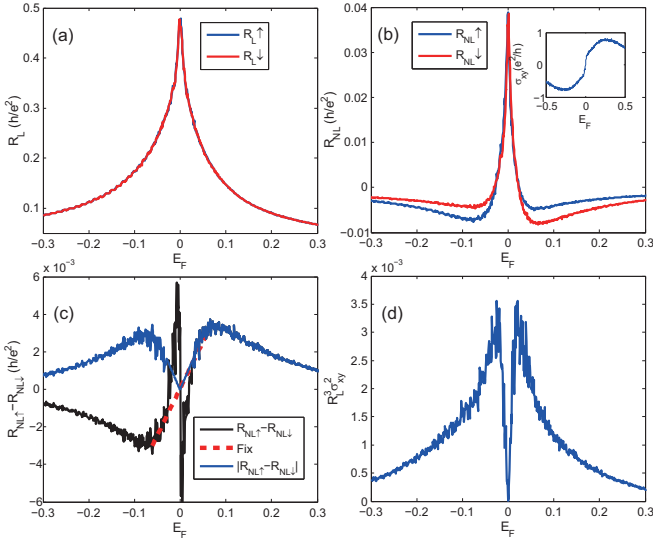 (a)
R_L↑
R_L↓
R_L (h/e²)
0.5
0.4
0.3
0.2
0.1
−0.3 −0.2 −0.1 0 0.1 0.2 0.3
E_F
(b)
R_NL↑
R_NL↓
R_NL (h/e²)
0.04
0.03
0.02
0.01
0
−0.01
−0.3 −0.2 −0.1 0 0.1 0.2 0.3
E_F
σ_xy(e²/h)
1
0
−1
−0.5 0 0.5
E_F
x 10⁻³
(c)
R_NL↑−R_NL↓ (h/e²)
6
4
2
0
−2
−4
−6
R_NL↑−R_NL↓
Fix
|R_NL↑−R_NL↓|
−0.3 −0.2 −0.1 0 0.1 0.2 0.3
E_F
x 10⁻³
(d)
R_L³σ_xy²
4
3.5
3
2.5
2
1.5
1
0.5
0
−0.3 −0.2 −0.1 0 0.1 0.2 0.3
E_F